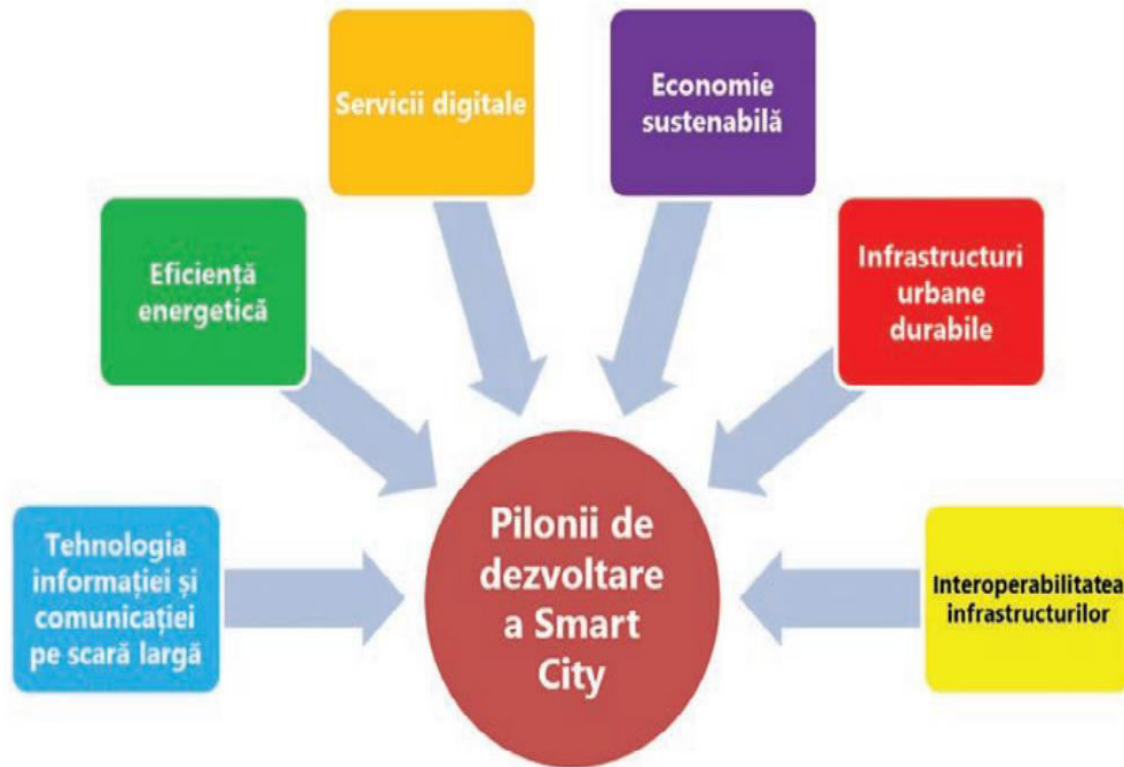 Servicii digitale
Economie
sustenabilă
Eficiență
energetică
Infrastructuri
urbane
durabile
Tehnologia
informației și
comunicației
pe scară largă
Pilonii de
dezvoltare
a Smart
City
Interoperabilitatea
infrastructurilor